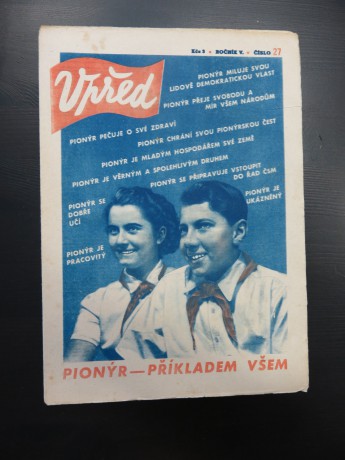 Kčs 3 • ROČNÍK V. • ČÍSLO 27
Vpřed
PIONÝR MILUJE SVOU
LIDOVĚ DEMOKRATICKOU VLAST
PIONÝR PŘEJE SVOBODU A
MÍR VŠEM NÁRODŮM
PIONÝR PEČUJE O SVÉ ZDRAVÍ
PIONÝR CHRÁNÍ SVOU PIONÝRSKOU ČEST
PIONÝR JE MLADÝM HOSPODÁŘEM SVÉ ZEMĚ
PIONÝR JE VĚRNÝM A SPOLEHLIVÝM DRUHEM
PIONÝR SE PŘIPRAVUJE VSTOUPIT
DO ŘAD ČSM
PIONÝR SE
DOBŘE
UČÍ
PIONÝR JE
UKÁZNĚNÝ
PIONÝR JE
PRACOVITÝ
PIONÝR — PŘÍKLADEM VŠEM